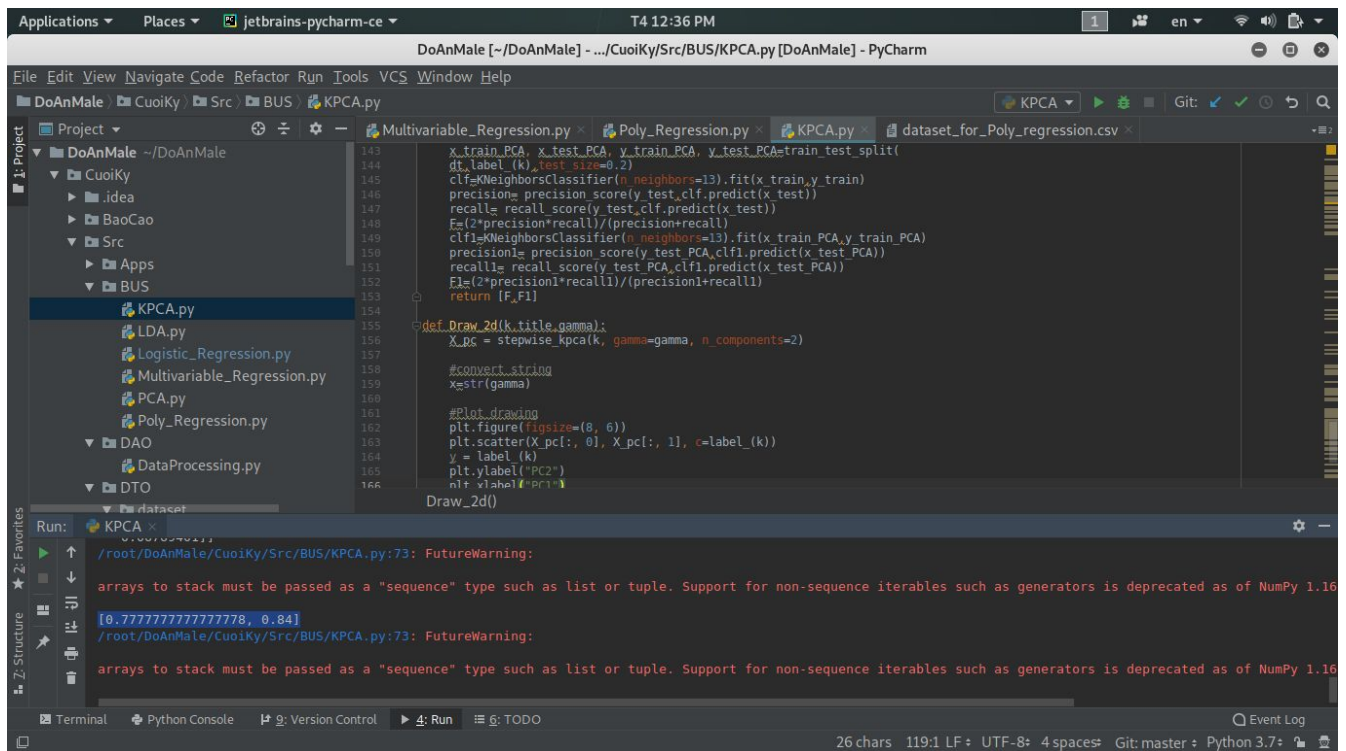 Applications Places jetbrains-pycharm-ce T4 12:36 PM 1 en
DoAnMale [~/DoAnMale] - .../CuoiKy/Src/BUS/KPCA.py [DoAnMale] - PyCharm
File Edit View Navigate Code Refactor Run Tools VCS Window Help
DoAnMale CuoiKy Src BUS KPCA.py KPCA Git:
1: Project
Project
Multivariable_Regression.py Poly_Regression.py KPCA.py dataset_for_Poly_regression.csv
DoAnMale ~/DoAnMale
CuoiKy
.idea
BaoCao
Src
Apps
BUS
KPCA.py
LDA.py
Logistic_Regression.py
Multivariable_Regression.py
PCA.py
Poly_Regression.py
DAO
DataProcessing.py
DTO
dataset
143 x_train_PCA, x_test_PCA, y_train_PCA, y_test_PCA=train_test_split(
144 dt,label_(k),test_size=0.2)
145 clf=KNeighborsClassifier(n_neighbors=13).fit(x_train,y_train)
146 precision= precision_score(y_test,clf.predict(x_test))
147 recall= recall_score(y_test,clf.predict(x_test))
148 F=(2*precision*recall)/(precision+recall)
149 clf1=KNeighborsClassifier(n_neighbors=13).fit(x_train_PCA,y_train_PCA)
150 precision1= precision_score(y_test_PCA,clf1.predict(x_test_PCA))
151 recall1= recall_score(y_test_PCA,clf1.predict(x_test_PCA))
152 F1=(2*precision1*recall1)/(precision1+recall1)
153 return [F,F1]
154
155 def Draw_2d(k,title,gamma):
156 X_pc = stepwise_kpca(k, gamma=gamma, n_components=2)
157
158 #convert string
159 x=str(gamma)
160
161 #Plot drawing
162 plt.figure(figsize=(8, 6))
163 plt.scatter(X_pc[:, 0], X_pc[:, 1], c=label_(k))
164 y = label_(k)
165 plt.ylabel("PC2")
166 plt.xlabel("PC1")
Draw_2d()
2: Favorites
Z: Structure
Run: KPCA
/root/DoAnMale/CuoiKy/Src/BUS/KPCA.py:73: FutureWarning:
arrays to stack must be passed as a "sequence" type such as list or tuple. Support for non-sequence iterables such as generators is deprecated as of NumPy 1.16
[0.7777777777777778, 0.84]
/root/DoAnMale/CuoiKy/Src/BUS/KPCA.py:73: FutureWarning:
arrays to stack must be passed as a "sequence" type such as list or tuple. Support for non-sequence iterables such as generators is deprecated as of NumPy 1.16
Terminal Python Console 9: Version Control 4: Run 6: TODO Event Log
26 chars 119:1 LF UTF-8 4 spaces Git: master Python 3.7